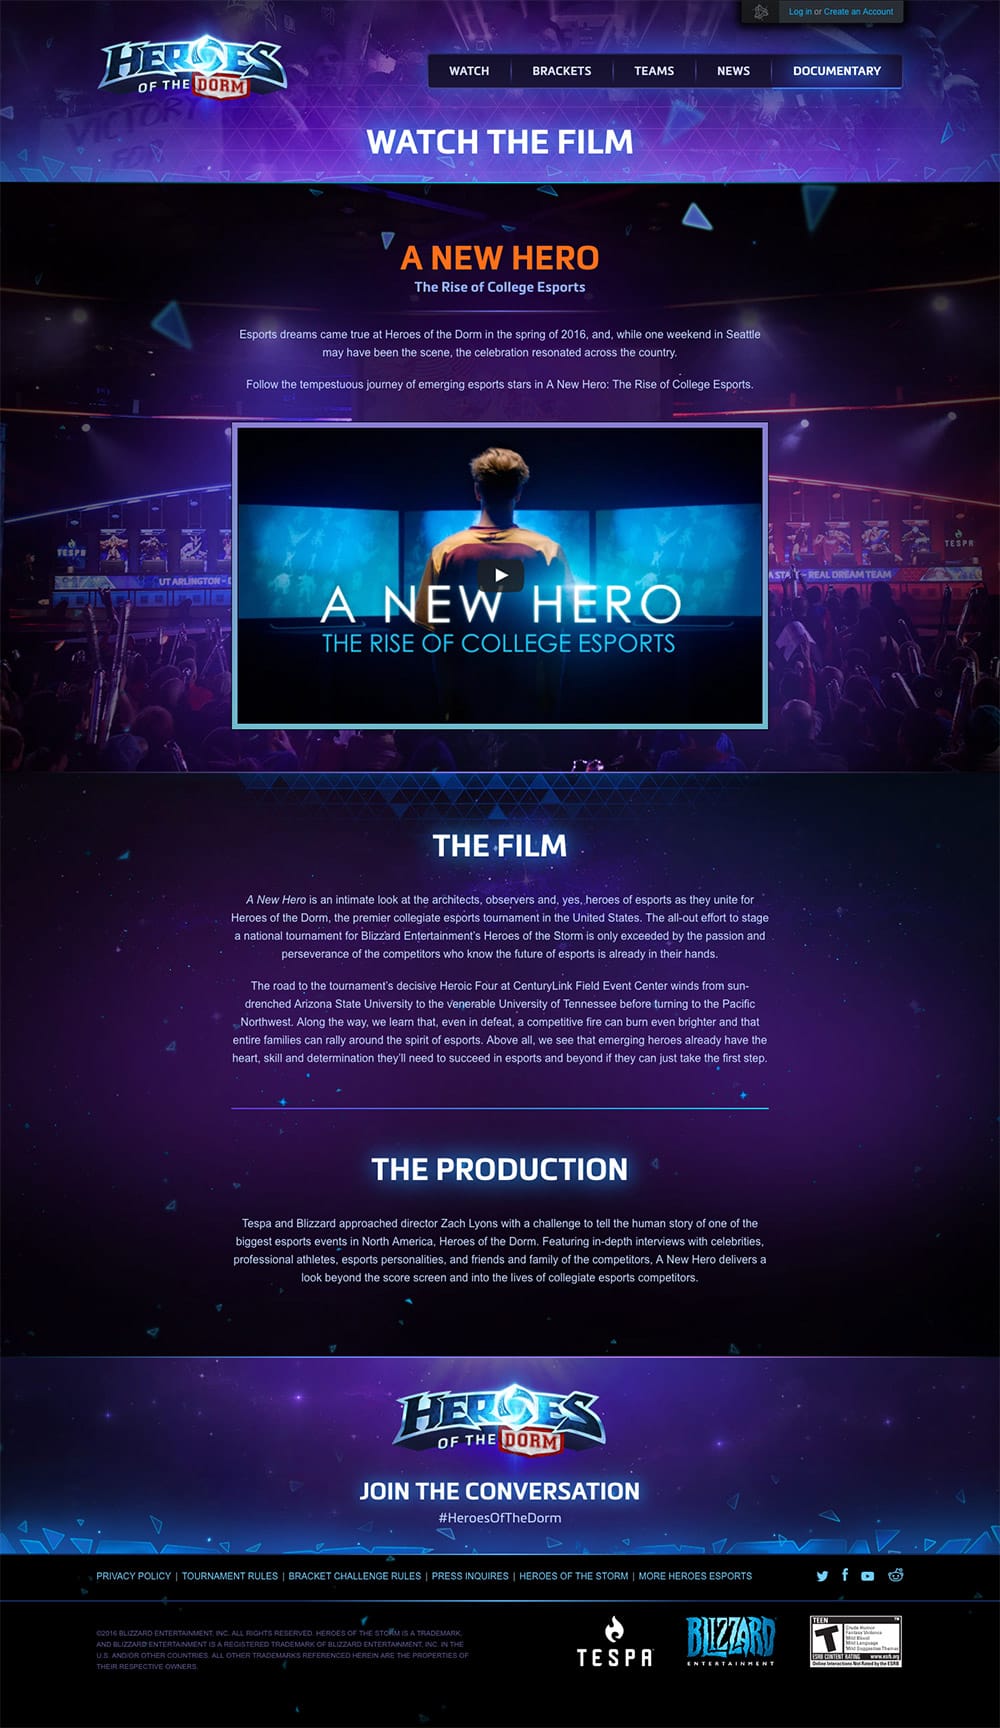 Log in or Create an Account
HEROES
OF THE DORM
WATCH
BRACKETS
TEAMS
NEWS
DOCUMENTARY
VICTORY
FOR
WATCH THE FILM
A NEW HERO
The Rise of College Esports
Esports dreams came true at Heroes of the Dorm in the spring of 2016, and, while one weekend in Seattle
may have been the scene, the celebration resonated across the country.
Follow the tempestuous journey of emerging esports stars in A New Hero: The Rise of College Esports.
TESPA
TESPA
UT ARLINGTON -
REAL DREAM TEAM
A NEW HERO
THE RISE OF COLLEGE ESPORTS
THE FILM
A New Hero is an intimate look at the architects, observers and, yes, heroes of esports as they unite for
Heroes of the Dorm, the premier collegiate esports tournament in the United States. The all-out effort to stage
a national tournament for Blizzard Entertainment's Heroes of the Storm is only exceeded by the passion and
perseverance of the competitors who know the future of esports is already in their hands.
The road to the tournament's decisive Heroic Four at CenturyLink Field Event Center winds from sun-
drenched Arizona State University to the venerable University of Tennessee before turning to the Pacific
Northwest. Along the way, we learn that, even in defeat, a competitive fire can burn even brighter and that
entire families can rally around the spirit of esports. Above all, we see that emerging heroes already have the
heart, skill and determination they'll need to succeed in esports and beyond if they can just take the first step.
THE PRODUCTION
Tespa and Blizzard approached director Zach Lyons with a challenge to tell the human story of one of the
biggest esports events in North America, Heroes of the Dorm. Featuring in-depth interviews with celebrities,
professional athletes, esports personalities, and friends and family of the competitors, A New Hero delivers a
look beyond the score screen and into the lives of collegiate esports competitors.
HEROES
OF THE DORM
JOIN THE CONVERSATION
#HeroesOfTheDorm
PRIVACY POLICY | TOURNAMENT RULES | BRACKET CHALLENGE RULES | PRESS INQUIRES | HEROES OF THE STORM | MORE HEROES ESPORTS
©2016 BLIZZARD ENTERTAINMENT, INC. ALL RIGHTS RESERVED. HEROES OF THE STORM IS A TRADEMARK,
AND BLIZZARD ENTERTAINMENT IS A REGISTERED TRADEMARK OF BLIZZARD ENTERTAINMENT, INC. IN THE
U.S. AND/OR OTHER COUNTRIES. ALL OTHER TRADEMARKS REFERENCED HEREIN ARE THE PROPERTIES OF
THEIR RESPECTIVE OWNERS.
TESPA
BLIZZARD
ENTERTAINMENT
TEEN
T
Crude Humor
Fantasy Violence
Mild Blood
Mild Language
Mild Suggestive Themes
ESRB CONTENT RATING www.esrb.org
Online Interactions Not Rated by the ESRB